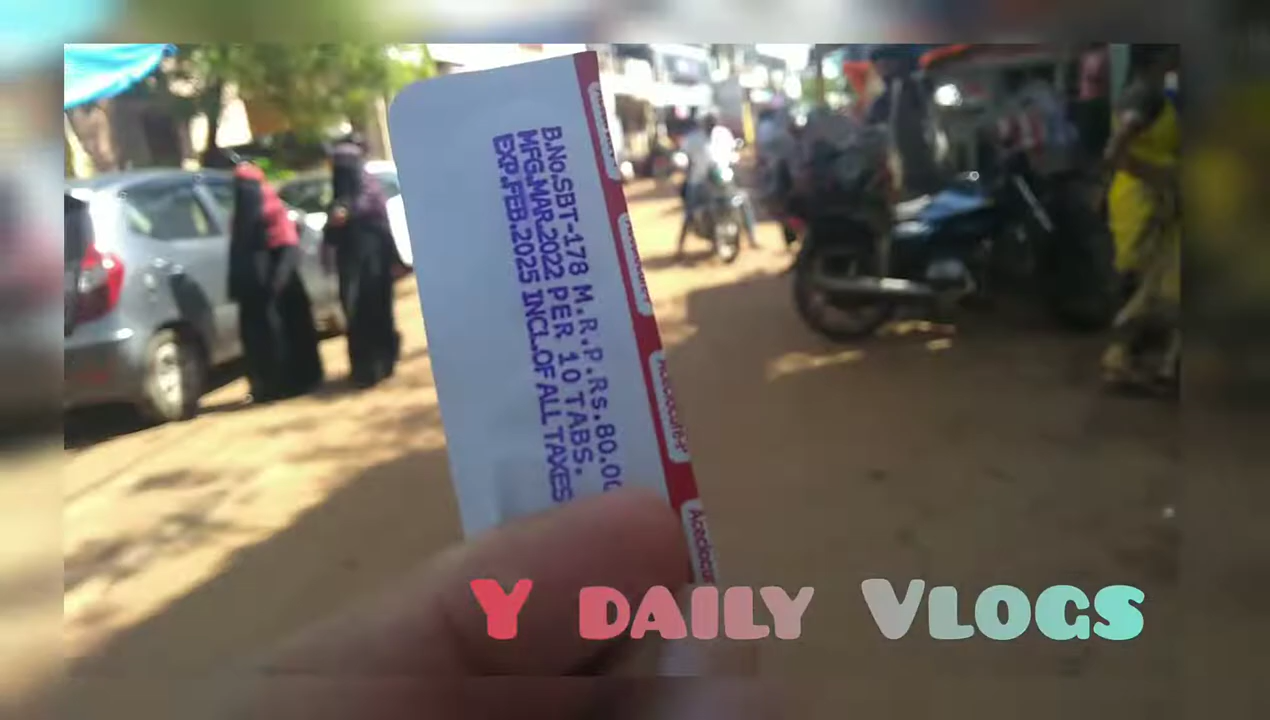 B.No.SBT-178 M.R.P.Rs.80.00
MFG.MAR.2022 PER 10 TABS.
EXP.FEB.2025 INCL.OF ALL TAXES
Aceclocure+
Y DAILY VLOGS